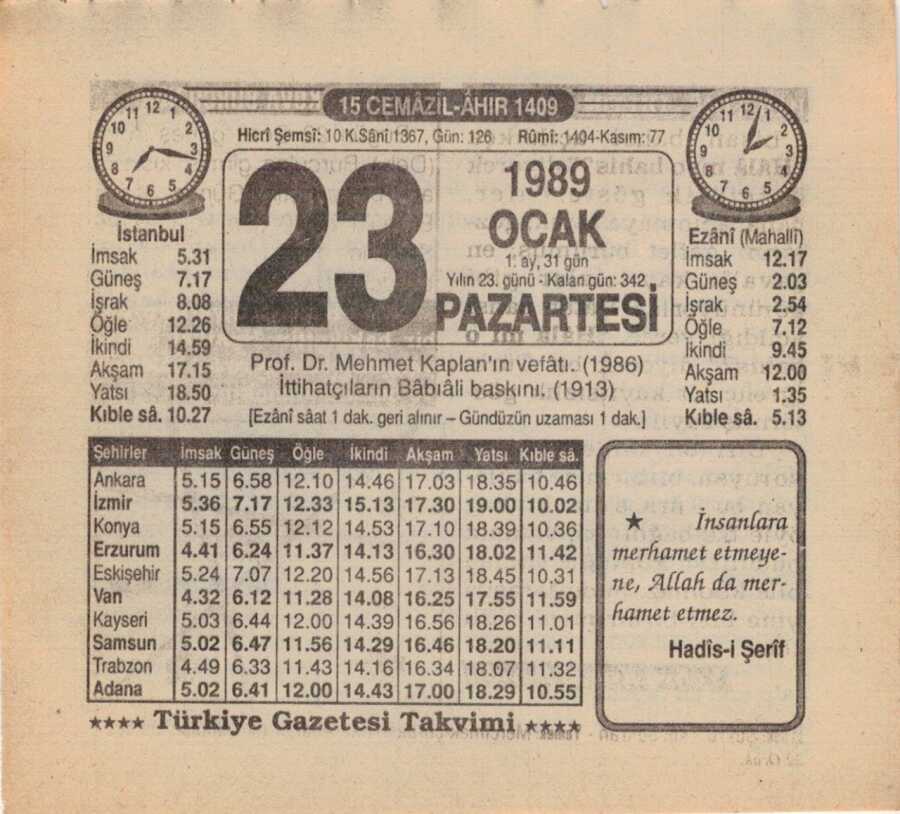 15 CEMÂZİL-ÂHIR 1409
Hicrî Şemsî: 10 K.Sânî 1367, Gün: 126 Rûmî: 1404-Kasım: 77
23
1989
OCAK
1. ay, 31 gün
Yılın 23. günü - Kalan gün: 342
PAZARTESİ
İstanbul
İmsak 5.31
Güneş 7.17
İşrak 8.08
Öğle 12.26
İkindi 14.59
Akşam 17.15
Yatsı 18.50
Kıble sâ. 10.27
Ezânî (Mahallî)
İmsak 12.17
Güneş 2.03
İşrak 2.54
Öğle 7.12
İkindi 9.45
Akşam 12.00
Yatsı 1.35
Kıble sâ. 5.13
Prof. Dr. Mehmet Kaplan'ın vefâtı. (1986)
İttihatçıların Bâbıâli baskını. (1913)
[Ezânî sâat 1 dak. geri alınır – Gündüzün uzaması 1 dak.]
Şehirler İmsak Güneş Öğle İkindi Akşam Yatsı Kıble sâ.
Ankara 5.15 6.58 12.10 14.46 17.03 18.35 10.46
İzmir 5.36 7.17 12.33 15.13 17.30 19.00 10.02
Konya 5.15 6.55 12.12 14.53 17.10 18.39 10.36
Erzurum 4.41 6.24 11.37 14.13 16.30 18.02 11.42
Eskişehir 5.24 7.07 12.20 14.56 17.13 18.45 10.31
Van 4.32 6.12 11.28 14.08 16.25 17.55 11.59
Kayseri 5.03 6.44 12.00 14.39 16.56 18.26 11.01
Samsun 5.02 6.47 11.56 14.29 16.46 18.20 11.11
Trabzon 4.49 6.33 11.43 14.16 16.34 18.07 11.32
Adana 5.02 6.41 12.00 14.43 17.00 18.29 10.55
★ İnsanlara
merhamet etmeye-
ne, Allah da mer-
hamet etmez.
Hadîs-i Şerîf
★★★★ Türkiye Gazetesi Takvimi ★★★★